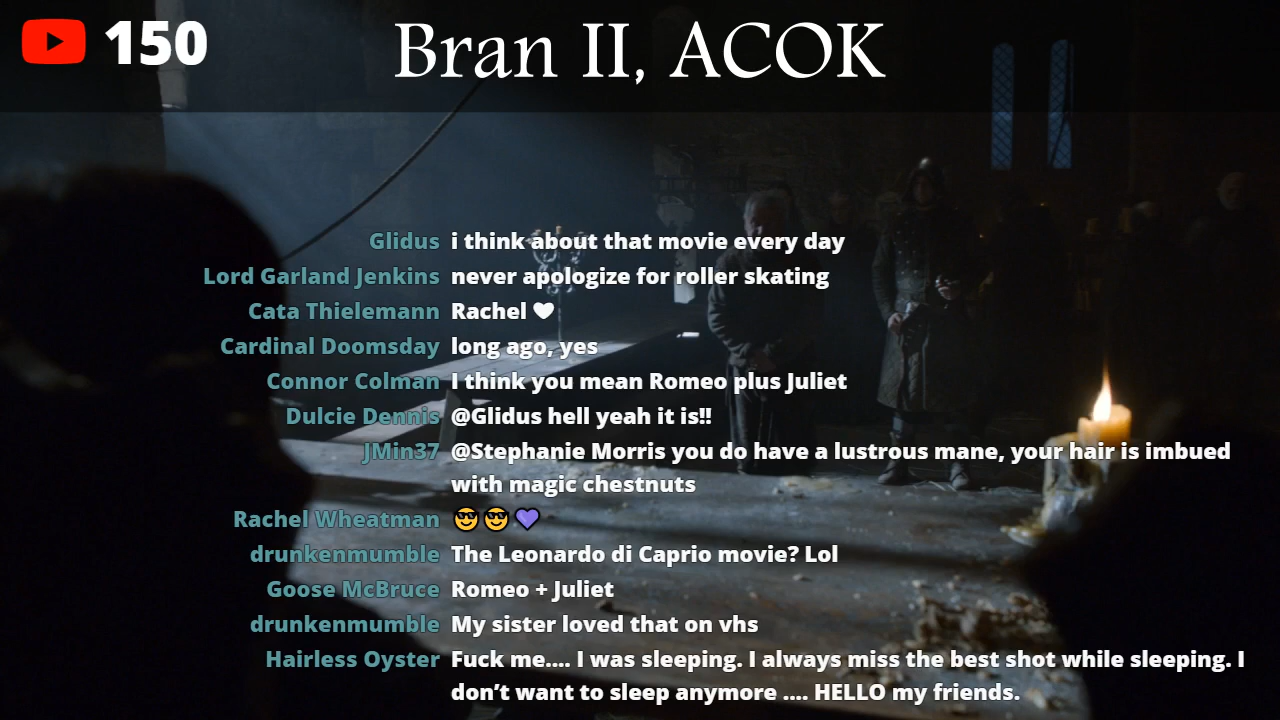 150
Bran II, ACOK
Glidus i think about that movie every day
Lord Garland Jenkins never apologize for roller skating
Cata Thielemann Rachel 🤍
Cardinal Doomsday long ago, yes
Connor Colman I think you mean Romeo plus Juliet
Dulcie Dennis @Glidus hell yeah it is!!
JMin37 @Stephanie Morris you do have a lustrous mane, your hair is imbued
with magic chestnuts
Rachel Wheatman 😎😎💜
drunkenmumble The Leonardo di Caprio movie? Lol
Goose McBruce Romeo + Juliet
drunkenmumble My sister loved that on vhs
Hairless Oyster Fuck me.... I was sleeping. I always miss the best shot while sleeping. I
don’t want to sleep anymore .... HELLO my friends.